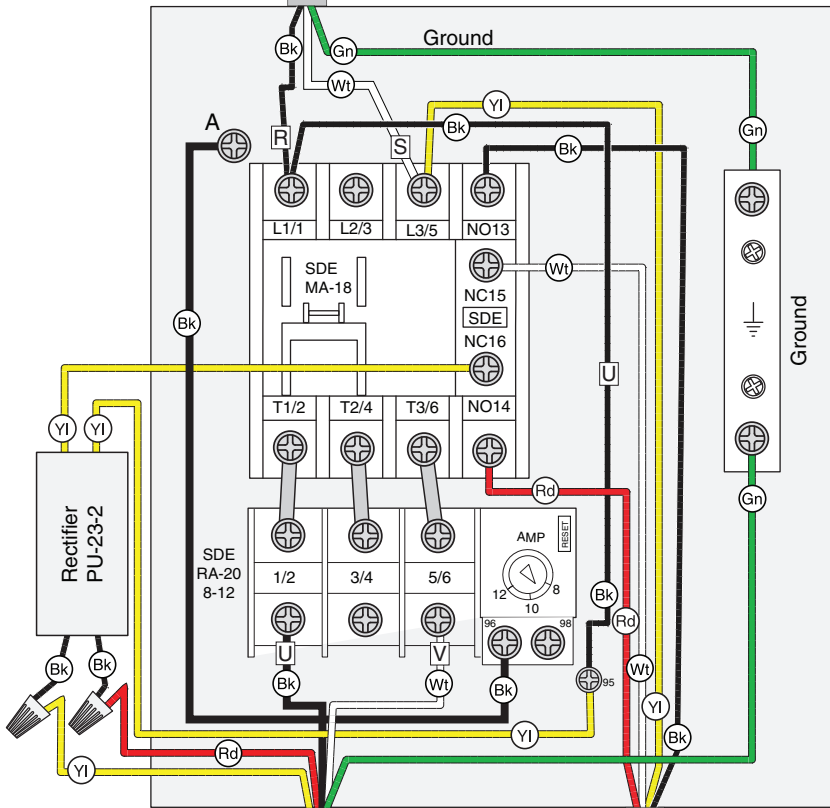 Ground
Bk
Gn
Wt
Yl
Bk
A
R
S
Bk
Gn
L1/1
L2/3
L3/5
NO13
SDE
MA-18
Wt
NC15
SDE
NC16
Bk
U
Ground
T1/2
T2/4
T3/6
NO14
Yl
Yl
Rd
Gn
Rectifier
PU-23-2
SDE
RA-20
8-12
1/2
3/4
5/6
AMP
RESET
12
8
10
96
98
Bk
Rd
U
V
Bk
Bk
Bk
Wt
Bk
95
Wt
Yl
Yl
Bk
Rd
Yl